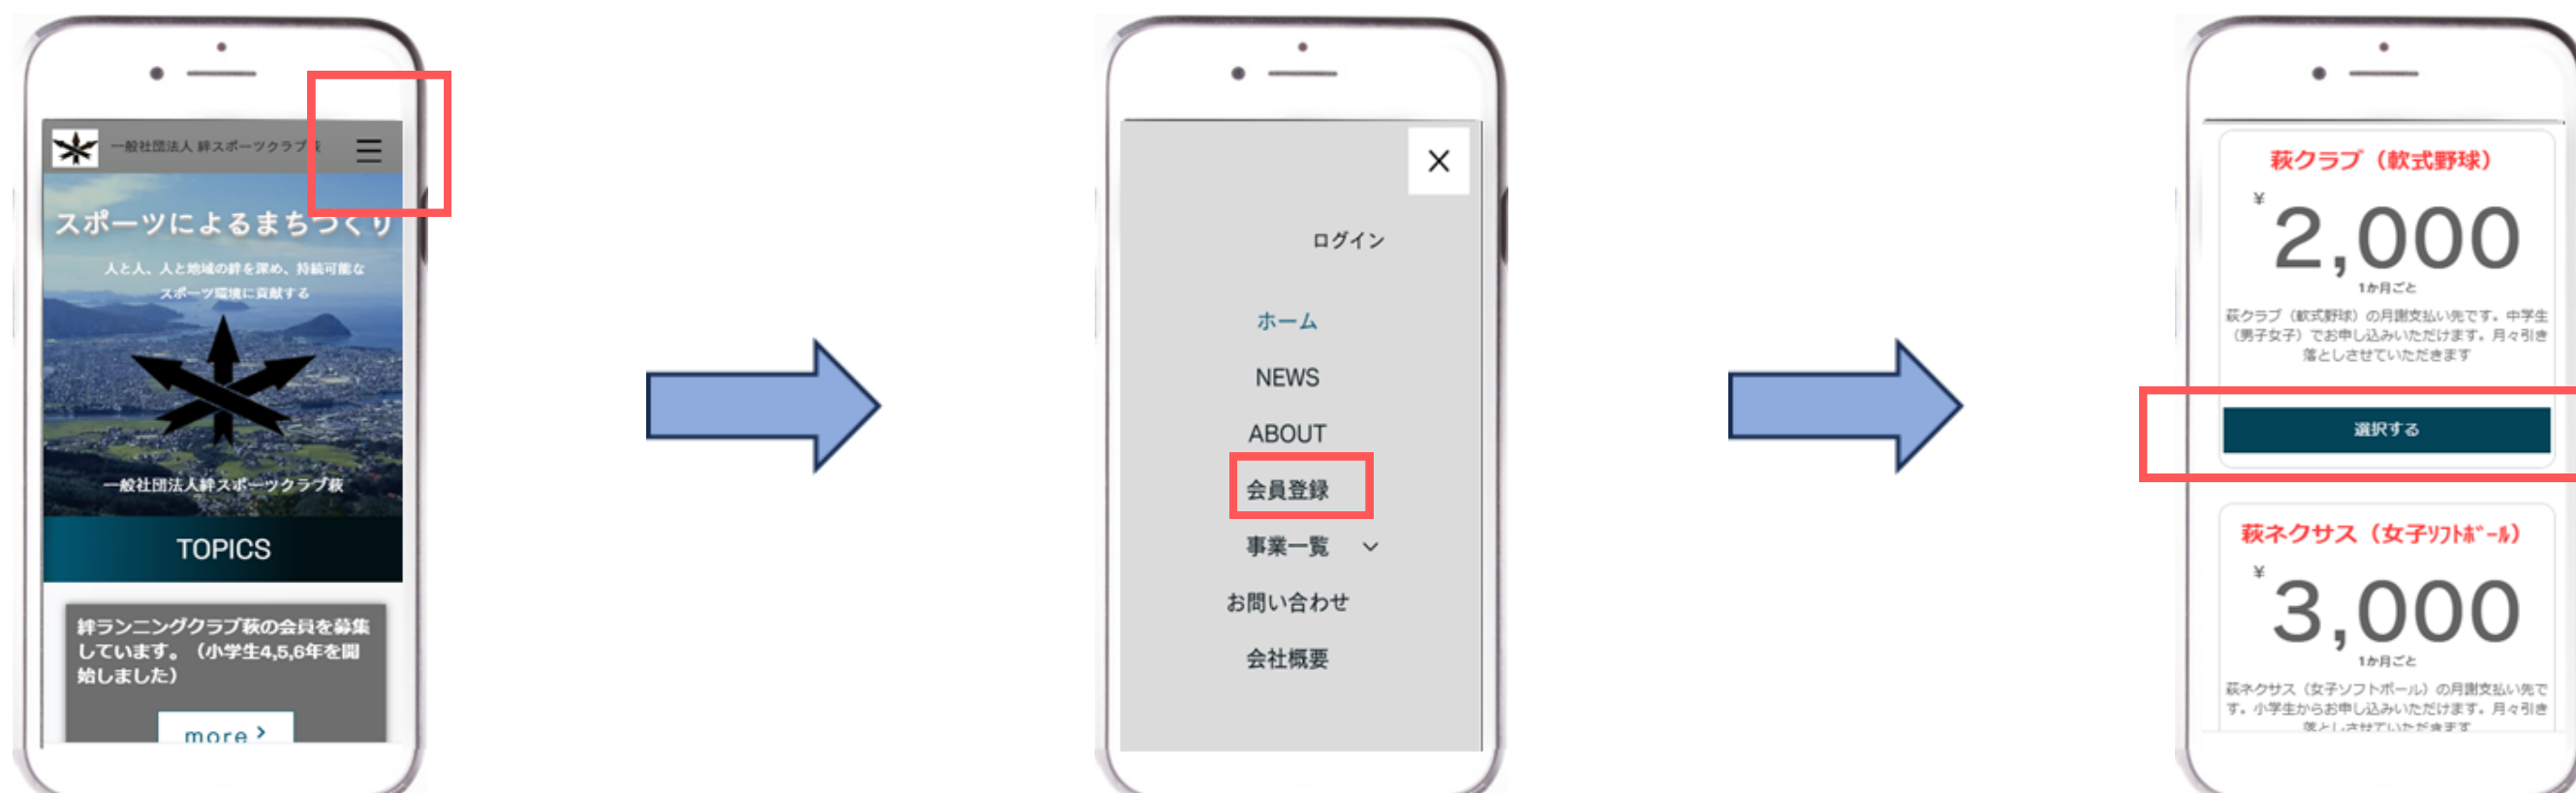 一般社団法人 絆スポーツクラブ
スポーツによるまちづくり
人と人、人と地域の絆を深め、持続可能な
スポーツ環境に貢献する
一般社団法人絆スポーツクラブ萩
TOPICS
絆ランニングクラブ萩の会員を募集
しています。（小学生4,5,6年を開
始しました）
more >
×
ログイン
ホーム
NEWS
ABOUT
会員登録
事業一覧
お問い合わせ
会社概要
萩クラブ（軟式野球）
¥
2,000
1か月ごと
萩クラブ（軟式野球）の月謝支払い先です。中学生
（男子女子）でお申し込みいただけます。月々引き
落としさせていただきます
選択する
萩ネクサス（女子ｿﾌﾄﾎﾞｰﾙ）
¥
3,000
1か月ごと
萩ネクサス（女子ソフトボール）の月謝支払い先で
す。小学生からお申し込みいただけます。月々引き
落としさせていただきます